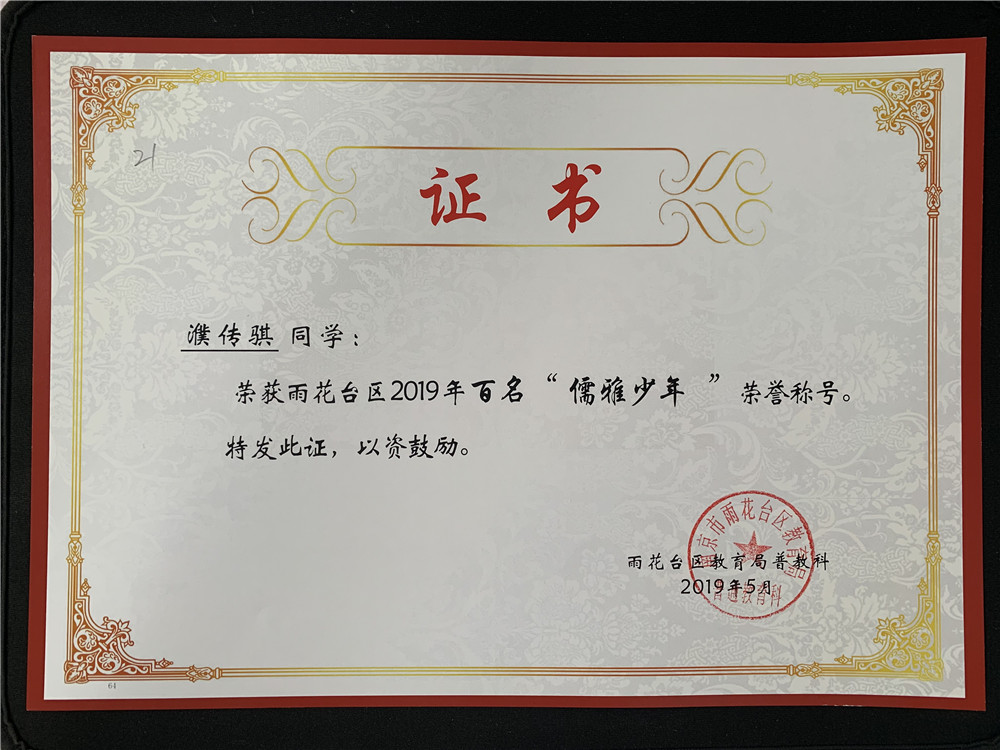 21
证书
濮传骐 同学：
荣获雨花台区2019年百名“儒雅少年”荣誉称号。
特发此证，以资鼓励。
南京市雨花台区教育局
雨花台区教育局普教科
2019年5月
普通教育科
64